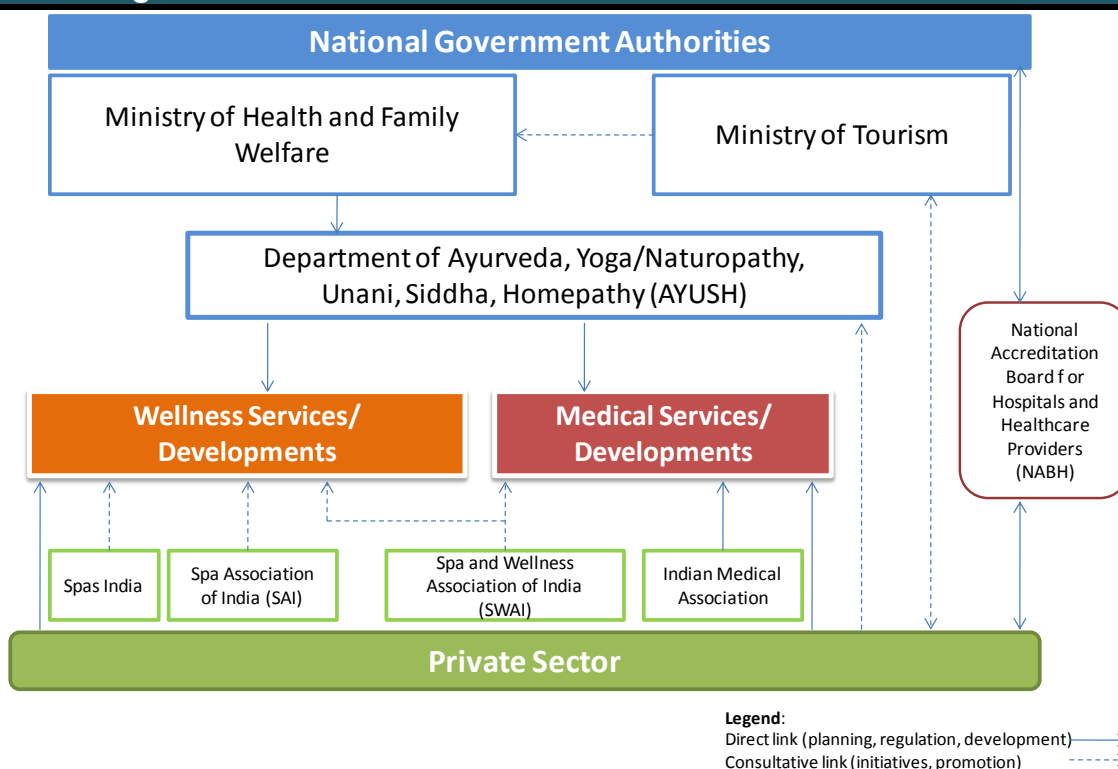 National Government Authorities
Ministry of Health and Family
Welfare
Ministry of Tourism
Department of Ayurveda, Yoga/Naturopathy,
Unani, Siddha, Homepathy (AYUSH)
National
Accreditation
Board f or
Hospitals and
Healthcare
Providers
(NABH)
Wellness Services/
Developments
Medical Services/
Developments
Spas India
Spa Association
of India (SAI)
Spa and Wellness
Association of India
(SWAI)
Indian Medical
Association
Private Sector
Legend:
Direct link (planning, regulation, development)
Consultative link (initiatives, promotion)